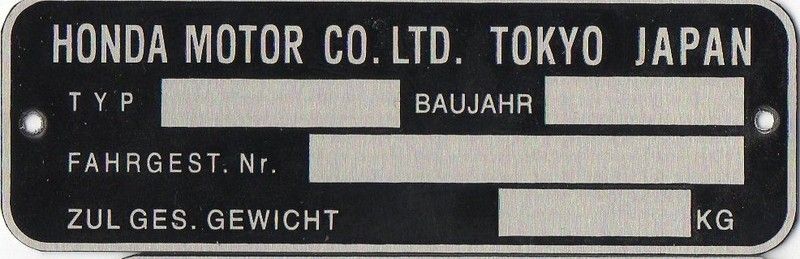 HONDA MOTOR CO. LTD. TOKYO JAPAN
TYP BAUJAHR
FAHRGEST. Nr.
ZUL GES. GEWICHT KG